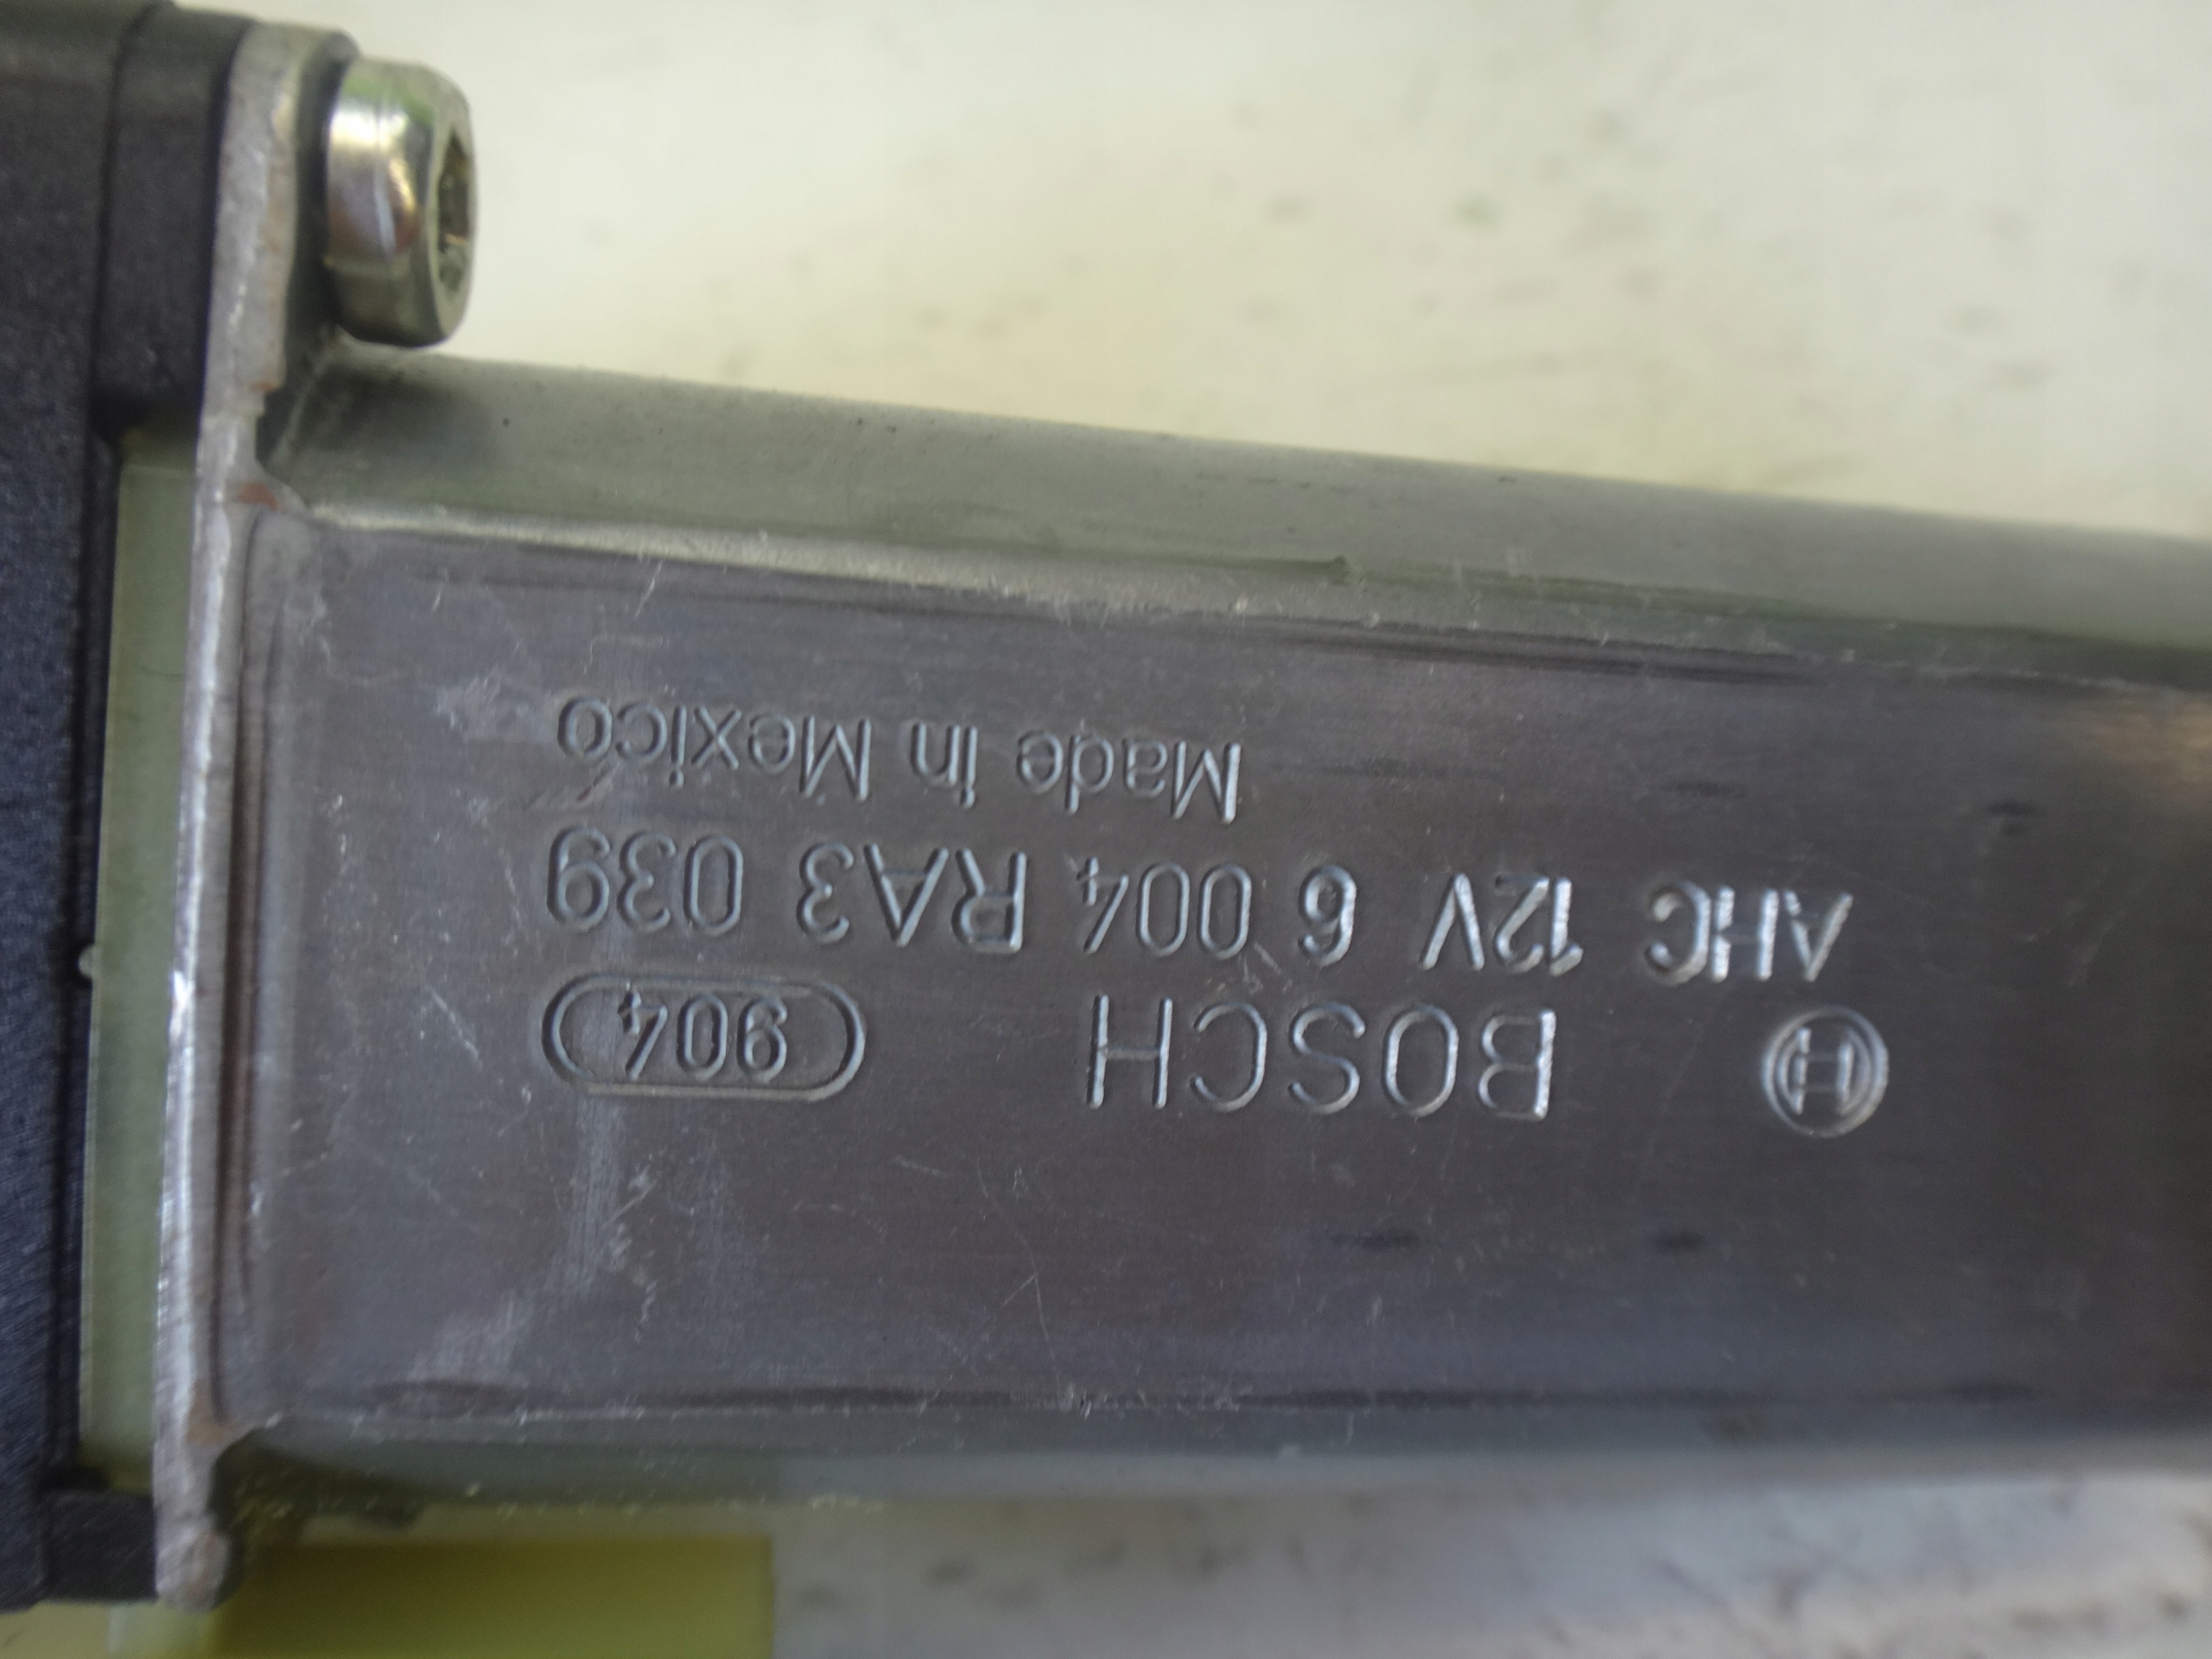 BOSCH 904
AHC 12V 6 004 RA3 039
Made in Mexico